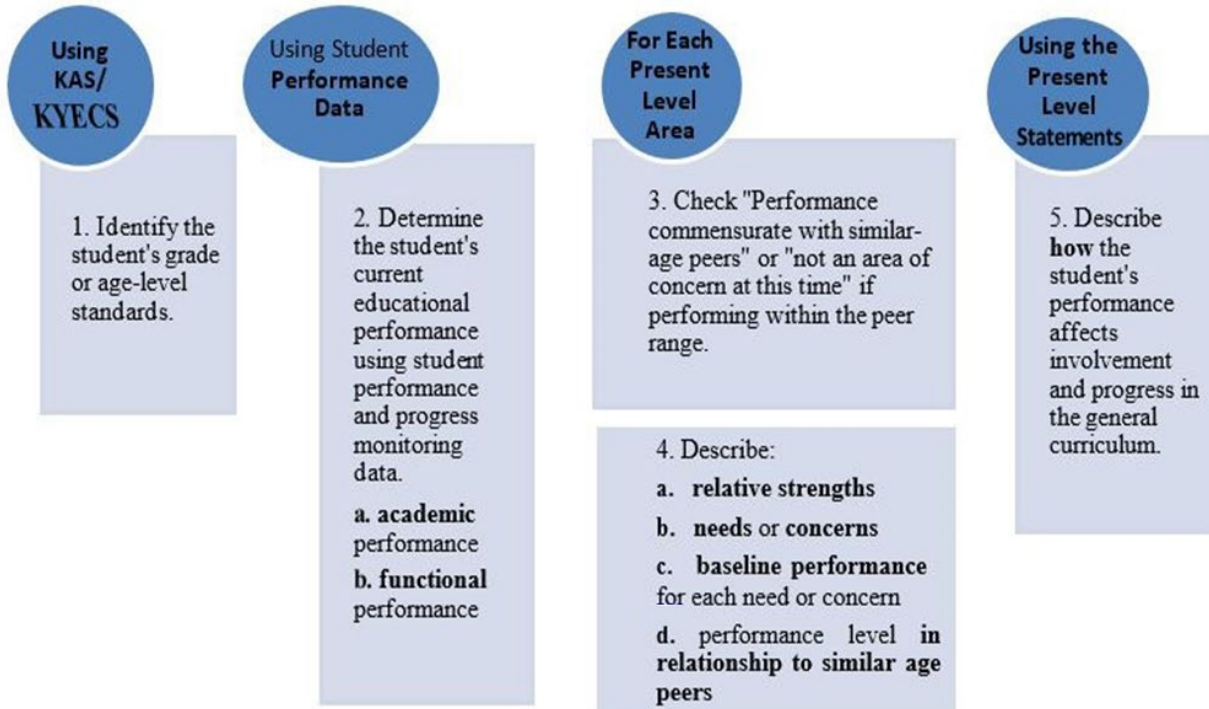 Using
KAS/
KYECS
1. Identify the
student's grade
or age-level
standards.
Using Student
Performance
Data
2. Determine
the student's
current
educational
performance
using student
performance
and progress
monitoring
data.
a. academic
performance
b. functional
performance
For Each
Present
Level
Area
3. Check "Performance
commensurate with similar-
age peers" or "not an area of
concern at this time" if
performing within the peer
range.
4. Describe:
a. relative strengths
b. needs or concerns
c. baseline performance
for each need or concern
d. performance level in
relationship to similar age
peers
Using the
Present
Level
Statements
5. Describe
how the
student's
performance
affects
involvement
and progress in
the general
curriculum.